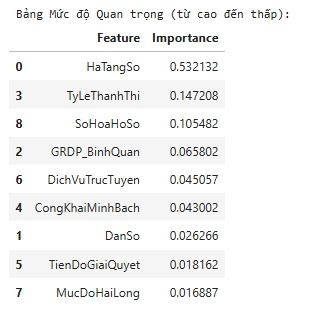 Bảng Mức độ Quan trọng (từ cao đến thấp):
Feature Importance
0 HaTangSo 0.532132
3 TyLeThanhThi 0.147208
8 SoHoaHoSo 0.105482
2 GRDP_BinhQuan 0.065802
6 DichVuTrucTuyen 0.045057
4 CongKhaiMinhBach 0.043002
1 DanSo 0.026266
5 TienDoGiaiQuyet 0.018162
7 MucDoHaiLong 0.016887